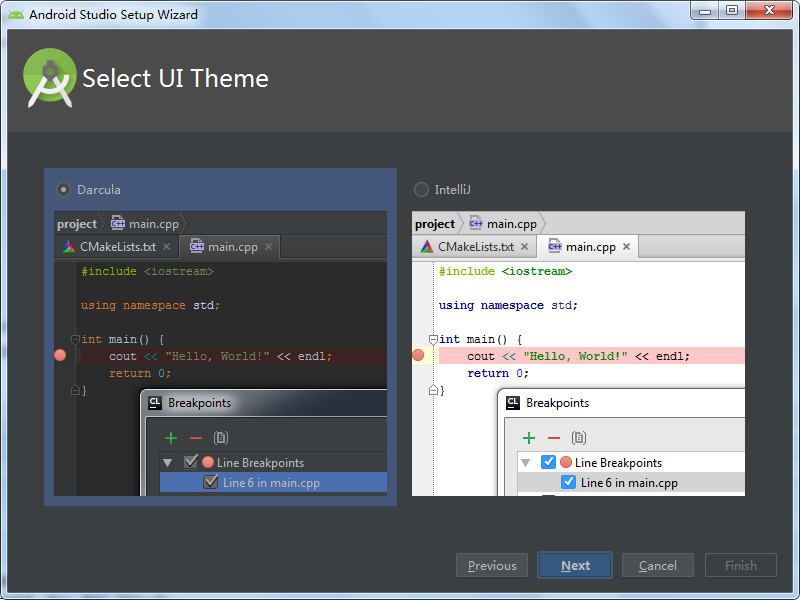 Android Studio Setup Wizard
Select UI Theme
Darcula
project main.cpp
CMakeLists.txt main.cpp
#include <iostream>
using namespace std;
int main() {
cout << "Hello, World!" << endl;
return 0;
}
CL Breakpoints
Line Breakpoints
Line 6 in main.cpp
IntelliJ
project main.cpp
CMakeLists.txt main.cpp
#include <iostream>
using namespace std;
int main() {
cout << "Hello, World!" << endl;
return 0;
}
CL Breakpoints
Line Breakpoints
Line 6 in main.cpp
Previous Next Cancel Finish